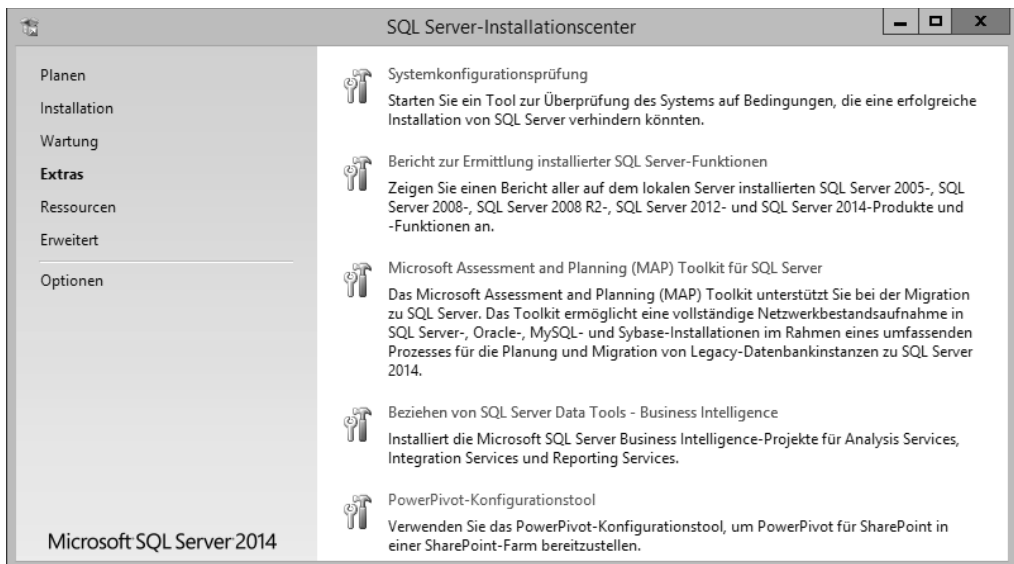 SQL Server-Installationscenter
Planen
Installation
Wartung
Extras
Ressourcen
Erweitert
Optionen
Microsoft SQL Server 2014
Systemkonfigurationsprüfung
Starten Sie ein Tool zur Überprüfung des Systems auf Bedingungen, die eine erfolgreiche
Installation von SQL Server verhindern könnten.
Bericht zur Ermittlung installierter SQL Server-Funktionen
Zeigen Sie einen Bericht aller auf dem lokalen Server installierten SQL Server 2005-, SQL
Server 2008-, SQL Server 2008 R2-, SQL Server 2012- und SQL Server 2014-Produkte und
-Funktionen an.
Microsoft Assessment and Planning (MAP) Toolkit für SQL Server
Das Microsoft Assessment and Planning (MAP) Toolkit unterstützt Sie bei der Migration
zu SQL Server. Das Toolkit ermöglicht eine vollständige Netzwerkbestandsaufnahme in
SQL Server-, Oracle-, MySQL- und Sybase-Installationen im Rahmen eines umfassenden
Prozesses für die Planung und Migration von Legacy-Datenbankinstanzen zu SQL Server
2014.
Beziehen von SQL Server Data Tools - Business Intelligence
Installiert die Microsoft SQL Server Business Intelligence-Projekte für Analysis Services,
Integration Services und Reporting Services.
PowerPivot-Konfigurationstool
Verwenden Sie das PowerPivot-Konfigurationstool, um PowerPivot für SharePoint in
einer SharePoint-Farm bereitzustellen.